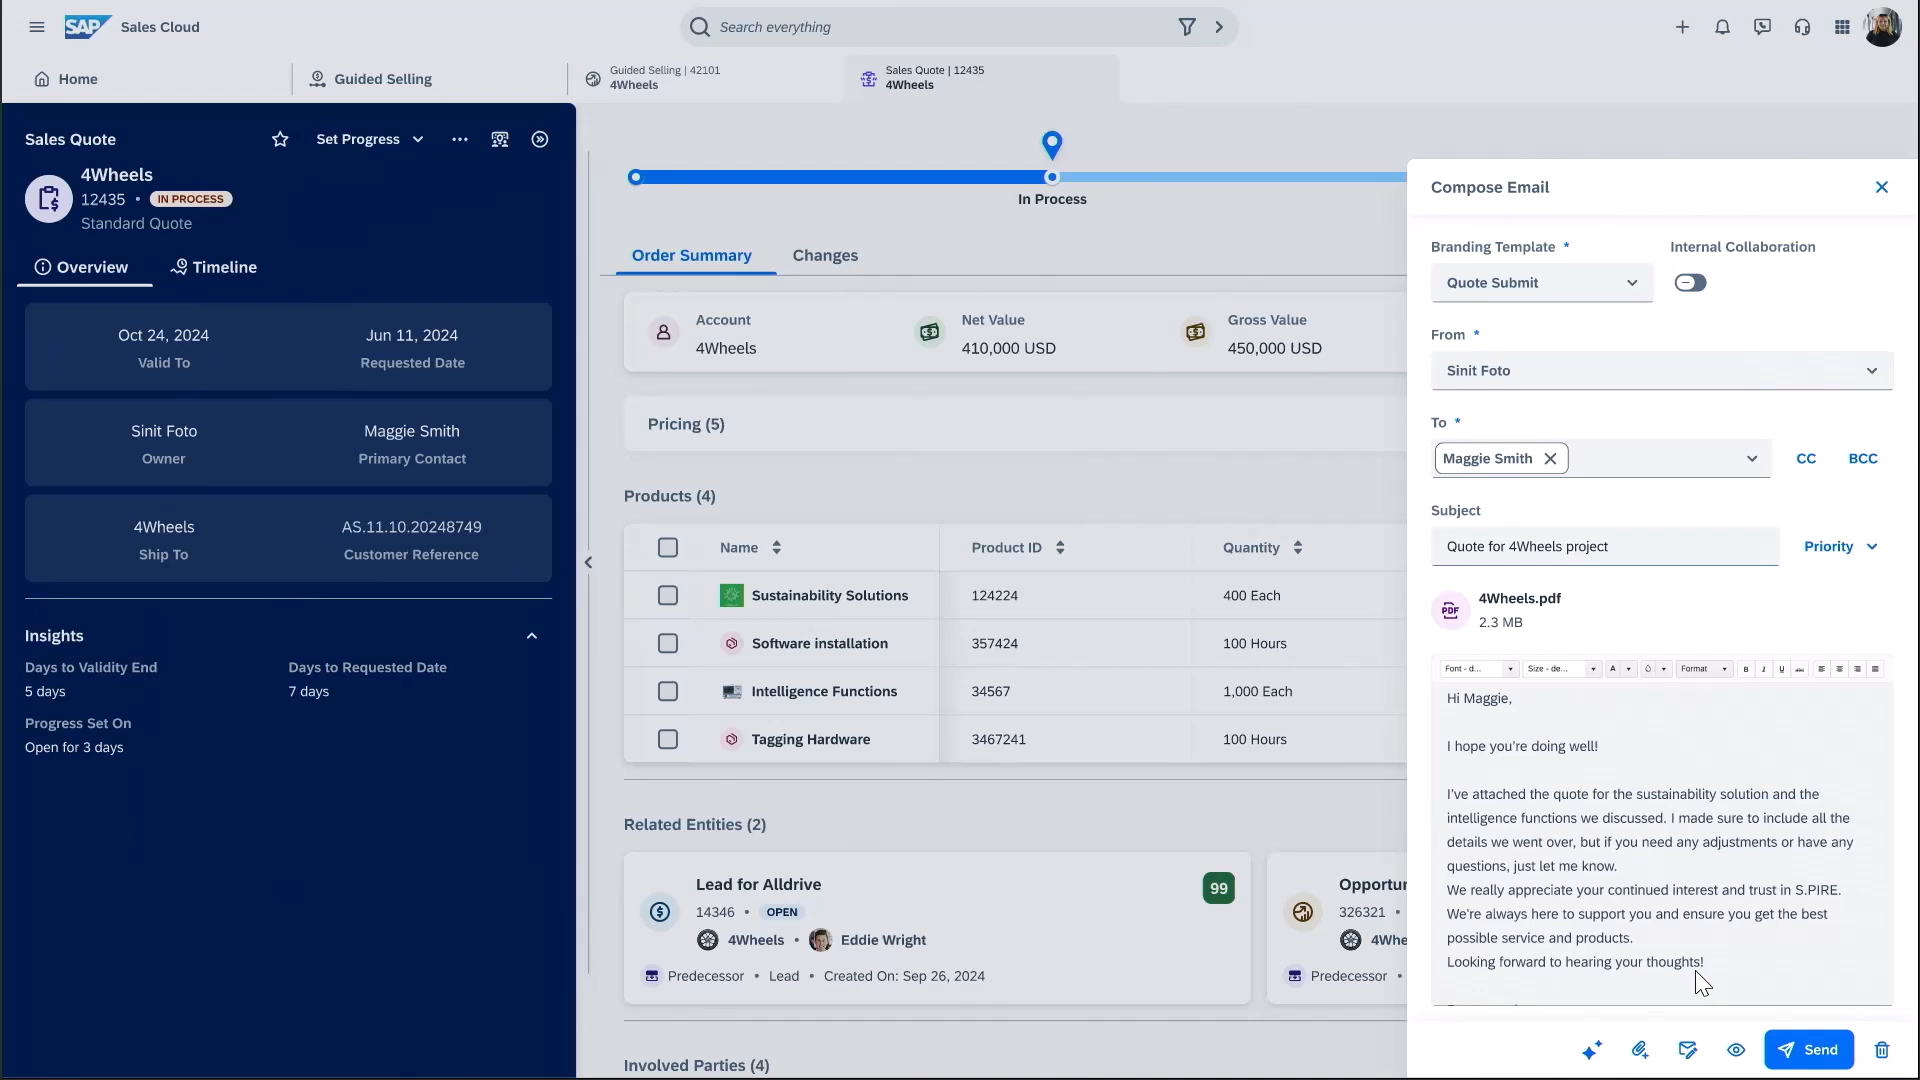 SAP Sales Cloud
Search everything
Home
Guided Selling
Guided Selling | 42101
4Wheels
Sales Quote | 12435
4Wheels
Sales Quote
Set Progress
4Wheels
12435 • IN PROCESS
Standard Quote
Overview
Timeline
Oct 24, 2024
Valid To
Jun 11, 2024
Requested Date
Sinit Foto
Owner
Maggie Smith
Primary Contact
4Wheels
Ship To
AS.11.10.20248749
Customer Reference
Insights
Days to Validity End
5 days
Days to Requested Date
7 days
Progress Set On
Open for 3 days
In Process
Order Summary
Changes
Account
4Wheels
Net Value
410,000 USD
Gross Value
450,000 USD
Pricing (5)
Products (4)
Name Product ID Quantity
Sustainability Solutions 124224 400 Each
Software installation 357424 100 Hours
Intelligence Functions 34567 1,000 Each
Tagging Hardware 3467241 100 Hours
Related Entities (2)
Lead for Alldrive
99
14346 • OPEN
4Wheels • Eddie Wright
Predecessor • Lead • Created On: Sep 26, 2024
Opportur
326321 •
4Whe
Predecessor •
Involved Parties (4)
Compose Email
Branding Template *
Quote Submit
Internal Collaboration
From *
Sinit Foto
To *
Maggie Smith
CC
BCC
Subject
Quote for 4Wheels project
Priority
PDF
4Wheels.pdf
2.3 MB
Font - d... Size - de... A Format B I U abc
Hi Maggie,
I hope you're doing well!
I've attached the quote for the sustainability solution and the
intelligence functions we discussed. I made sure to include all the
details we went over, but if you need any adjustments or have any
questions, just let me know.
We really appreciate your continued interest and trust in S.PIRE.
We're always here to support you and ensure you get the best
possible service and products.
Looking forward to hearing your thoughts!
Send